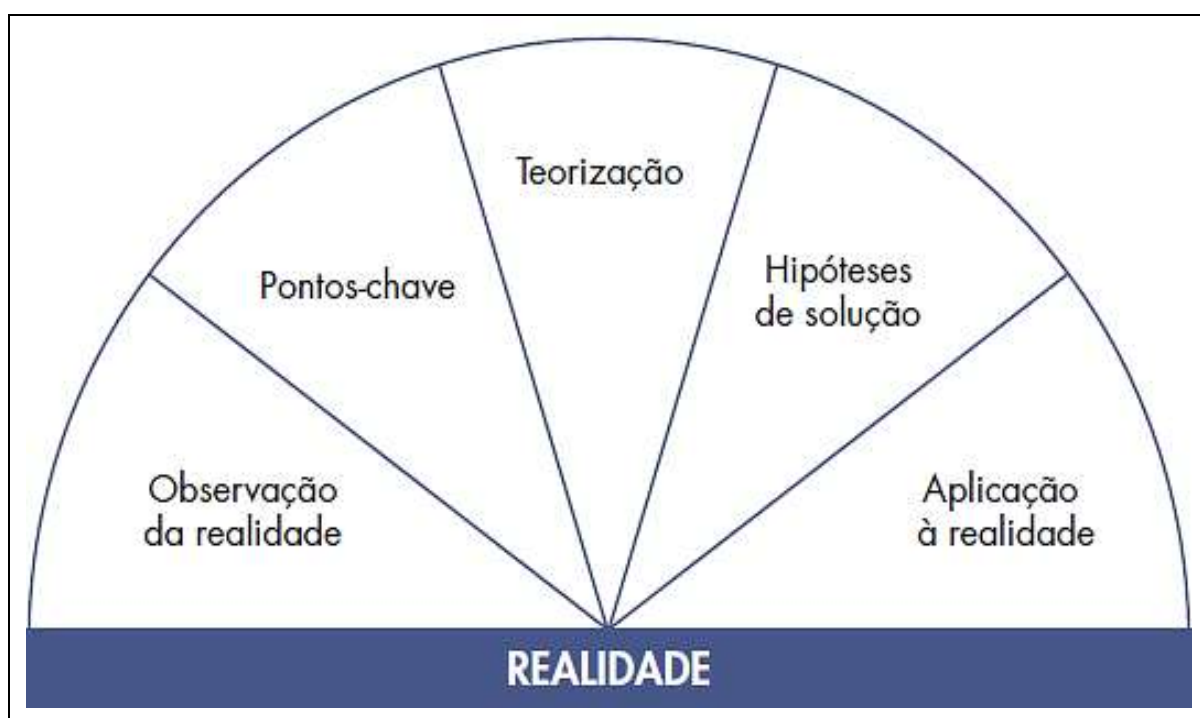 Observação
da realidade
Pontos-chave
Teorização
Hipóteses
de solução
Aplicação
à realidade
REALIDADE